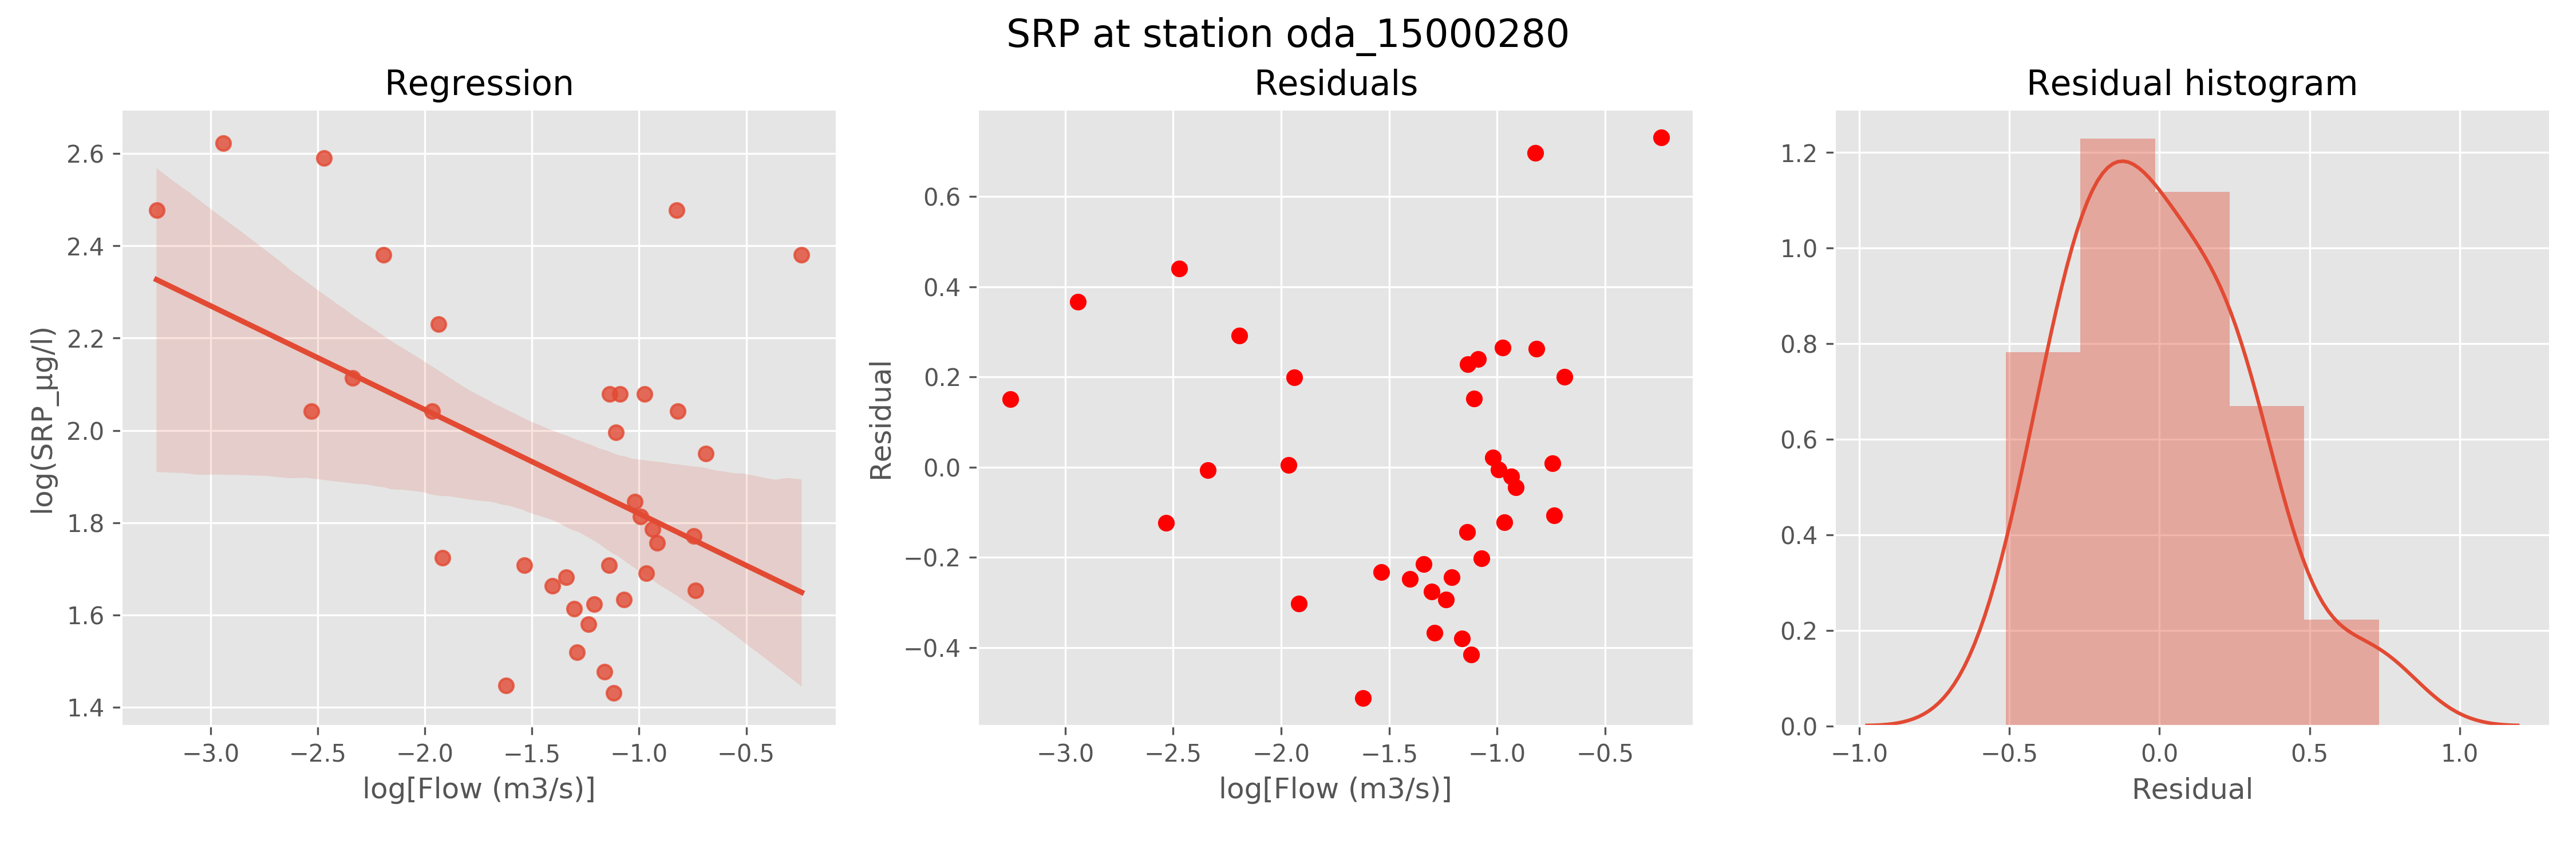 SRP at station oda_15000280
Regression
2.6
2.4
2.2
2.0
1.8
1.6
1.4
log(SRP_µg/l)
−3.0 −2.5 −2.0 −1.5 −1.0 −0.5
log[Flow (m3/s)]
Residuals
0.6
0.4
0.2
0.0
−0.2
−0.4
Residual
−3.0 −2.5 −2.0 −1.5 −1.0 −0.5
log[Flow (m3/s)]
Residual histogram
1.2
1.0
0.8
0.6
0.4
0.2
0.0
−1.0 −0.5 0.0 0.5 1.0
Residual